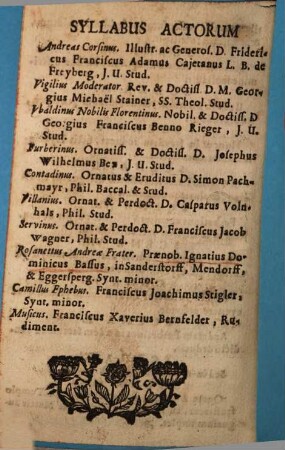 SYLLABUS ACTORUM
Andreas Corsinus. Illustr. ac Generos. D. Frideri-
cus Franciscus Adamus Cajetanus L. B. de
Freyberg, J. U. Stud.
Vigilius Moderator. Rev. & Doctiss. D. M. Geor-
gius Michaël Stainer, SS. Theol. Stud.
Ubaldinus Nobilis Florentinus. Nobil. & Doctiss. D
Georgius Franciscus Benno Rieger, J. U.
Stud.
Burberinus. Ornatiss. & Doctiss. D. Josephus
Wilhelmus Bex, J. U. Stud.
Contadinus. Ornatus & Eruditus D. Simon Pach-
mayr, Phil. Baccal. & Stud.
Villanius. Ornat. & Perdoct. D. Casparus Voln-
hals, Phil. Stud.
Servinus. Ornat. & Perdoct. D. Franciscus Jacob
Wagner, Phil. Stud.
Rosanettus Andreæ Frater. Prænob. Ignatius Do-
minicus Bassus, in Sanderstorff, Mendorff,
& Eggersperg. Synt. minor.
Camillus Ephebus. Franciscus Joachimus Stigler,
Synt. minor.
Musicus. Franciscus Xaverius Bernfelder, Ru-
diment.